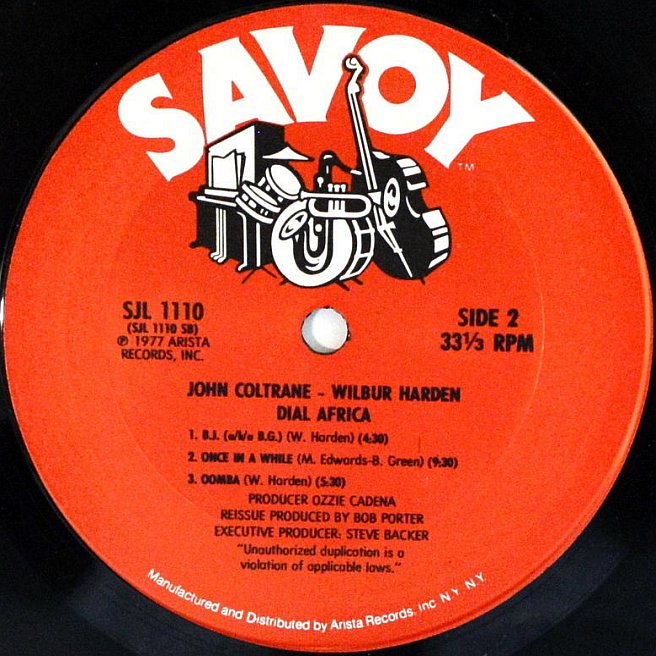 SAVOY
™
SJL 1110
(SJL 1110 SB)
℗ 1977 ARISTA
RECORDS, INC.
SIDE 2
33⅓ RPM
JOHN COLTRANE - WILBUR HARDEN
DIAL AFRICA
1. B.J. (a/k/a B.G.) (W. Harden) (4:30)
2. ONCE IN A WHILE (M. Edwards-B. Green) (9:30)
3. OOMBA (W. Harden) (5:30)
PRODUCER OZZIE CADENA
REISSUE PRODUCED BY BOB PORTER
EXECUTIVE PRODUCER: STEVE BACKER
"Unauthorized duplication is a
violation of applicable laws."
Manufactured and Distributed by Arista Records, Inc N.Y. N.Y.